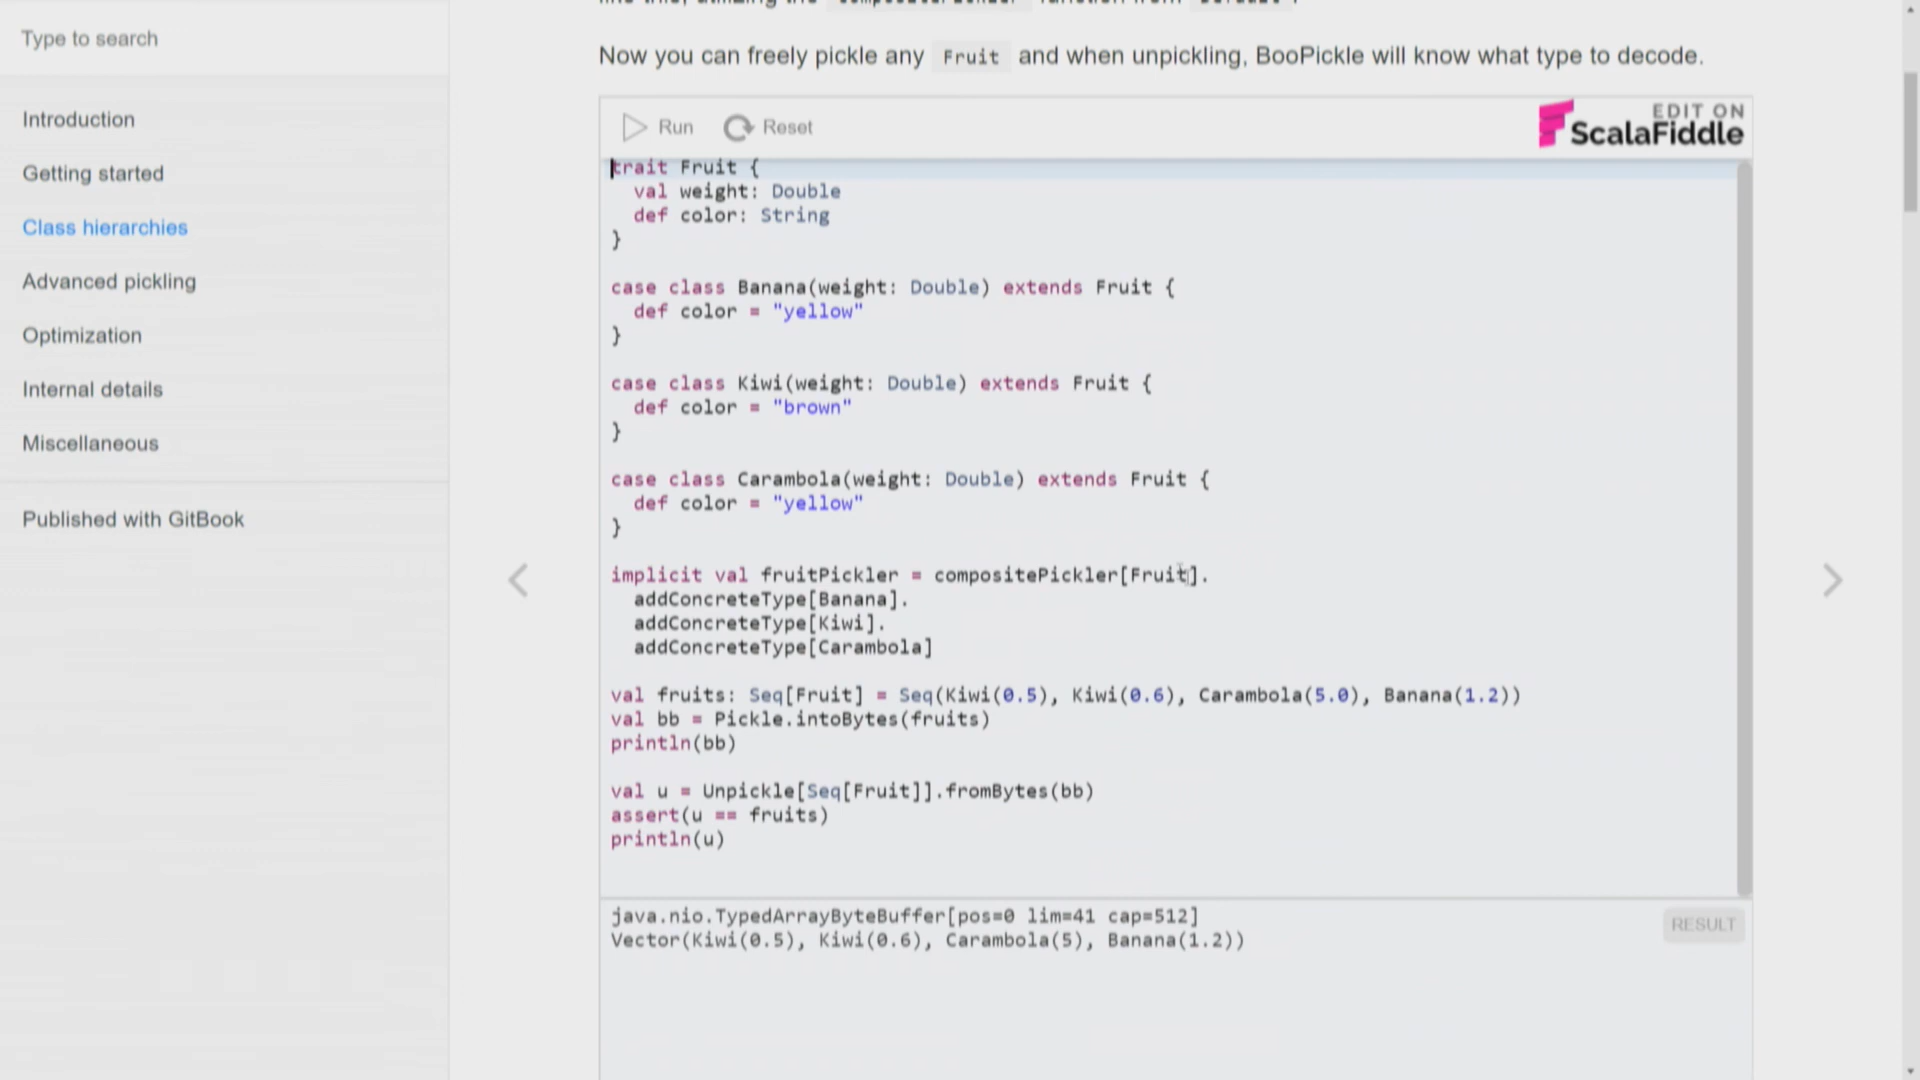 Type to search
Introduction
Getting started
Class hierarchies
Advanced pickling
Optimization
Internal details
Miscellaneous
Published with GitBook
Now you can freely pickle any Fruit and when unpickling, BooPickle will know what type to decode.
Run Reset
EDIT ON
ScalaFiddle
trait Fruit {
  val weight: Double
  def color: String
}
case class Banana(weight: Double) extends Fruit {
  def color = "yellow"
}
case class Kiwi(weight: Double) extends Fruit {
  def color = "brown"
}
case class Carambola(weight: Double) extends Fruit {
  def color = "yellow"
}
implicit val fruitPickler = compositePickler[Fruit].
  addConcreteType[Banana].
  addConcreteType[Kiwi].
  addConcreteType[Carambola]
val fruits: Seq[Fruit] = Seq(Kiwi(0.5), Kiwi(0.6), Carambola(5.0), Banana(1.2))
val bb = Pickle.intoBytes(fruits)
println(bb)
val u = Unpickle[Seq[Fruit]].fromBytes(bb)
assert(u == fruits)
println(u)
java.nio.TypedArrayByteBuffer[pos=0 lim=41 cap=512]
Vector(Kiwi(0.5), Kiwi(0.6), Carambola(5), Banana(1.2))
RESULT